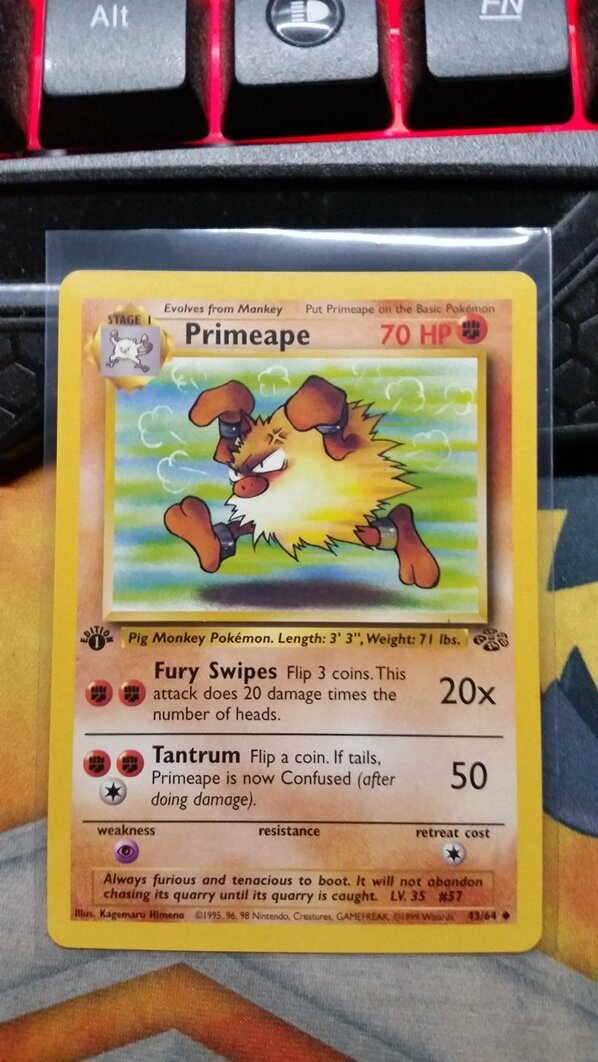 Alt
FN
Evolves from Mankey Put Primeape on the Basic Pokémon
STAGE 1
Primeape 70 HP
EDITION
1
Pig Monkey Pokémon. Length: 3' 3", Weight: 71 lbs.
Fury Swipes Flip 3 coins. This
attack does 20 damage times the
number of heads.
20x
Tantrum Flip a coin. If tails,
Primeape is now Confused (after
doing damage).
50
weakness resistance retreat cost
Always furious and tenacious to boot. It will not abandon
chasing its quarry until its quarry is caught. LV. 35 #57
Illus. Kagemaru Himeno ©1995, 96, 98 Nintendo, Creatures, GAMEFREAK. ©1999 Wizards 43/64